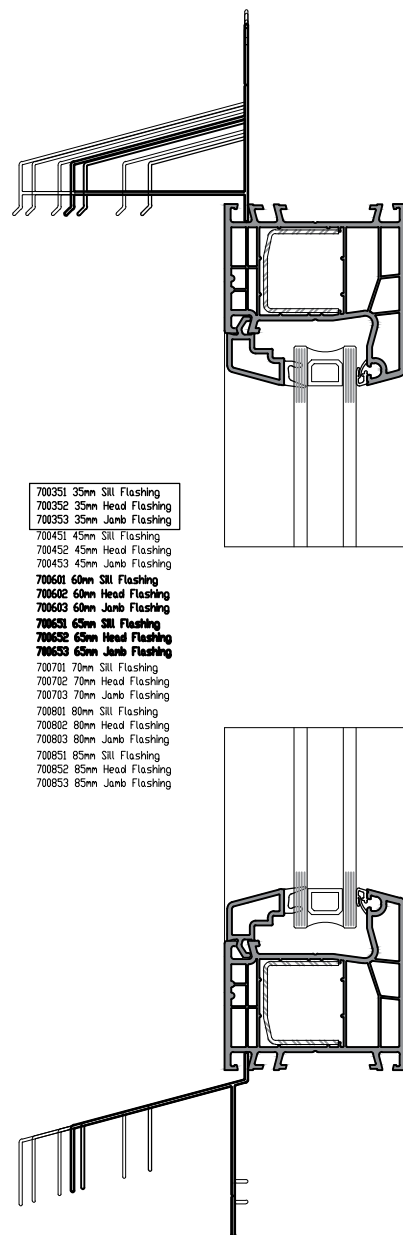 700351 35mm Sill Flashing
700352 35mm Head Flashing
700353 35mm Jamb Flashing
700451 45mm Sill Flashing
700452 45mm Head Flashing
700453 45mm Jamb Flashing
700601 60mm Sill Flashing
700602 60mm Head Flashing
700603 60mm Jamb Flashing
700651 65mm Sill Flashing
700652 65mm Head Flashing
700653 65mm Jamb Flashing
700701 70mm Sill Flashing
700702 70mm Head Flashing
700703 70mm Jamb Flashing
700801 80mm Sill Flashing
700802 80mm Head Flashing
700803 80mm Jamb Flashing
700851 85mm Sill Flashing
700852 85mm Head Flashing
700853 85mm Jamb Flashing